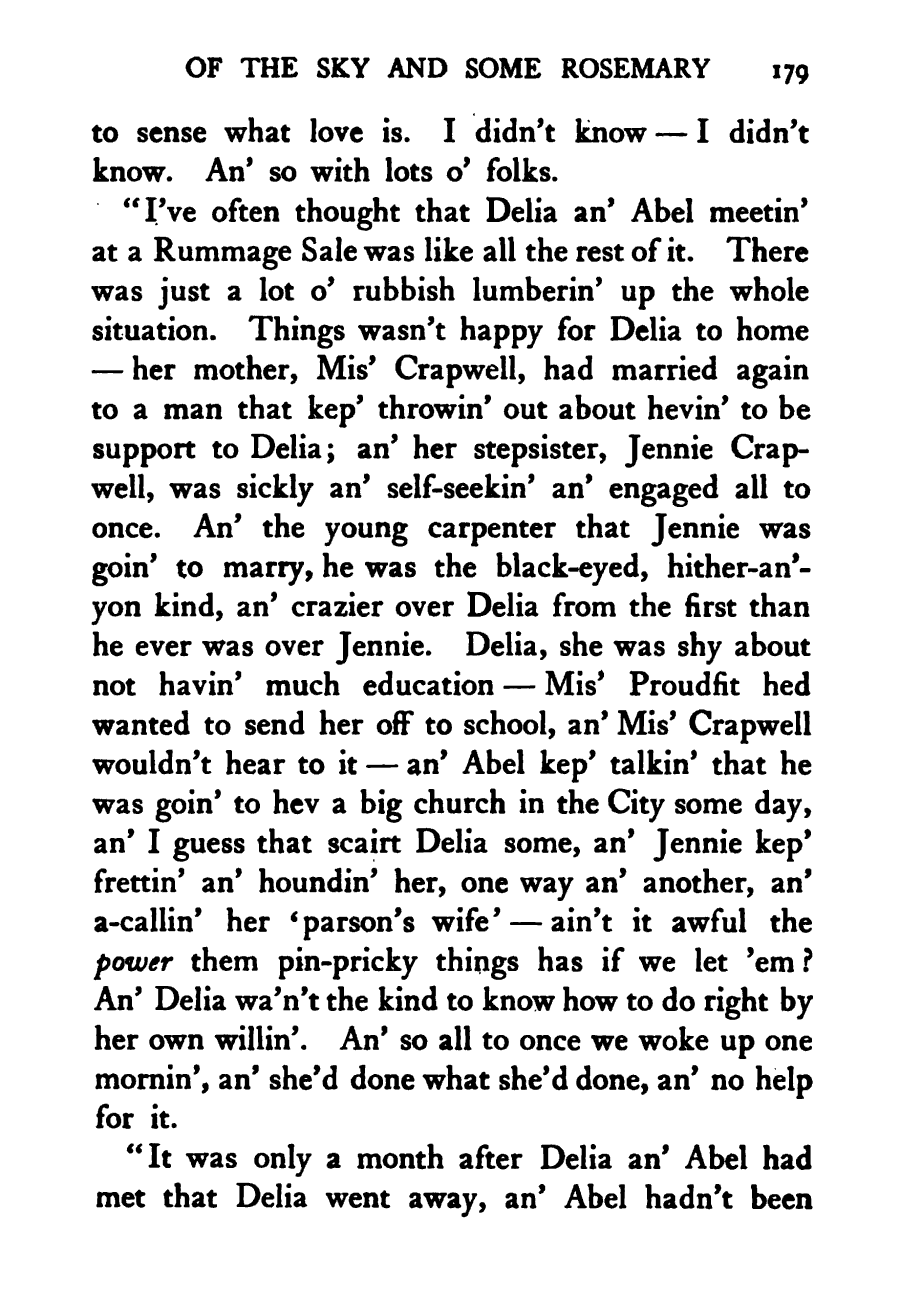 OF THE SKY AND SOME ROSEMARY 179
to sense what love is. I didn't know — I didn't
know. An' so with lots o' folks.
"I've often thought that Delia an' Abel meetin'
at a Rummage Sale was like all the rest of it. There
was just a lot o' rubbish lumberin' up the whole
situation. Things wasn't happy for Delia to home
— her mother, Mis' Crapwell, had married again
to a man that kep' throwin' out about hevin' to be
support to Delia; an' her stepsister, Jennie Crap-
well, was sickly an' self-seekin' an' engaged all to
once. An' the young carpenter that Jennie was
goin' to marry, he was the black-eyed, hither-an'-
yon kind, an' crazier over Delia from the first than
he ever was over Jennie. Delia, she was shy about
not havin' much education — Mis' Proudfit hed
wanted to send her off to school, an' Mis' Crapwell
wouldn't hear to it — an' Abel kep' talkin' that he
was goin' to hev a big church in the City some day,
an' I guess that scairt Delia some, an' Jennie kep'
frettin' an' houndin' her, one way an' another, an'
a-callin' her 'parson's wife' — ain't it awful the
power them pin-pricky things has if we let 'em?
An' Delia wa'n't the kind to know how to do right by
her own willin'. An' so all to once we woke up one
mornin', an' she'd done what she'd done, an' no help
for it.
"It was only a month after Delia an' Abel had
met that Delia went away, an' Abel hadn't been